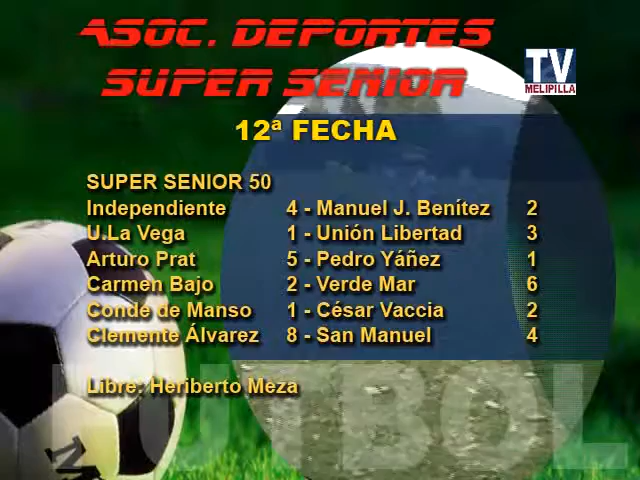 ASOC. DEPORTES
SUPER SENIOR
TV
MELIPILLA
12ª FECHA
SUPER SENIOR 50
Independiente 4 - Manuel J. Benítez 2
U.La Vega 1 - Unión Libertad 3
Arturo Prat 5 - Pedro Yáñez 1
Carmen Bajo 2 - Verde Mar 6
Conde de Manso 1 - César Vaccia 2
Clemente Álvarez 8 - San Manuel 4
Libre: Heriberto Meza
FUTBOL